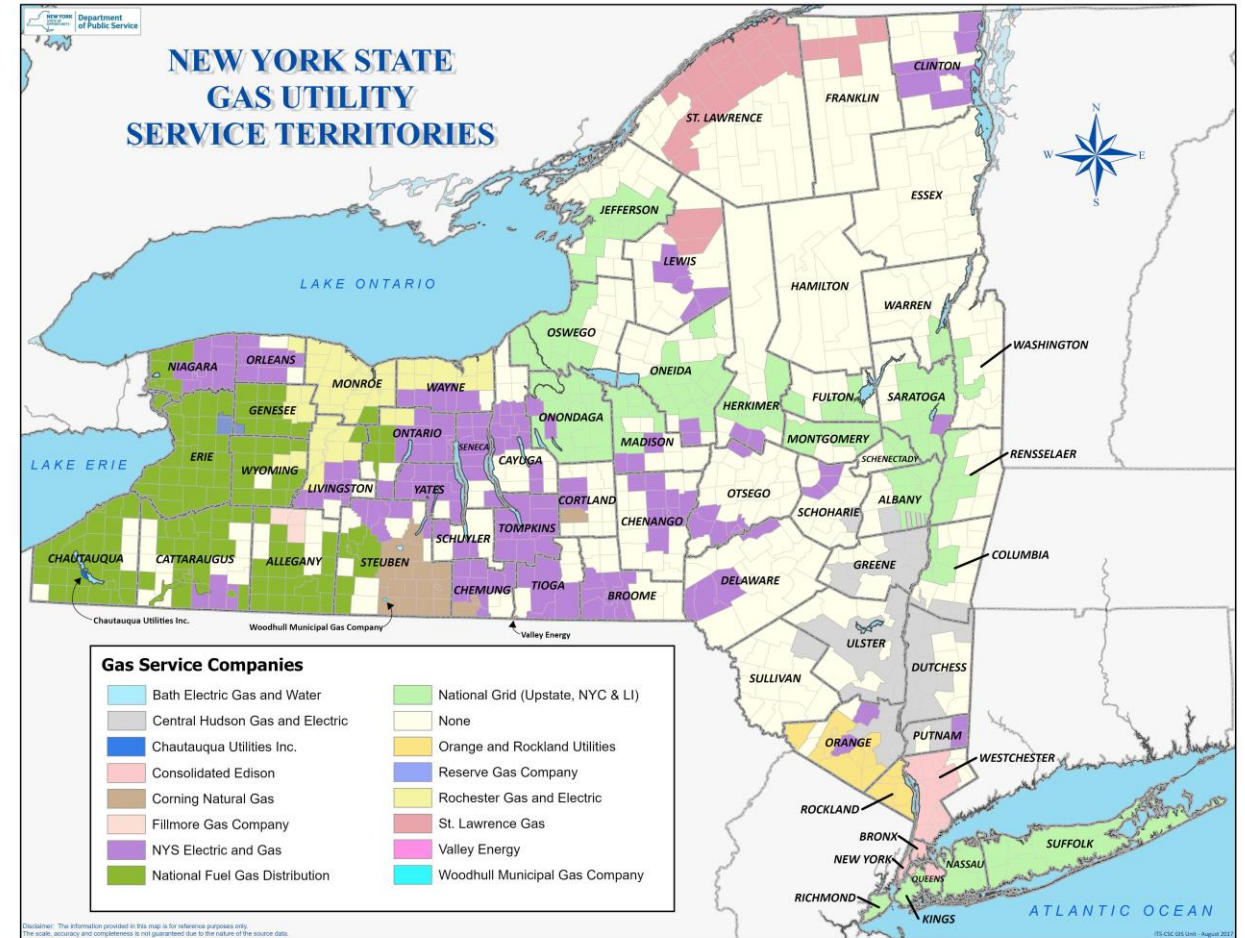 NEW YORK
STATE OF
OPPORTUNITY
Department
of Public Service
NEW YORK STATE
GAS UTILITY
SERVICE TERRITORIES
N
W
E
S
CLINTON
FRANKLIN
ST. LAWRENCE
ESSEX
JEFFERSON
LEWIS
HAMILTON
WARREN
LAKE ONTARIO
OSWEGO
WASHINGTON
ONEIDA
NIAGARA
ORLEANS
MONROE
WAYNE
GENESEE
HERKIMER
FULTON
SARATOGA
ONONDAGA
ONTARIO
SENECA
CAYUGA
MADISON
MONTGOMERY
SCHENECTADY
RENSSELAER
LAKE ERIE
ERIE
WYOMING
LIVINGSTON
YATES
CORTLAND
OTSEGO
SCHOHARIE
ALBANY
CHENANGO
TOMPKINS
SCHUYLER
CHAUTAUQUA
CATTARAUGUS
ALLEGANY
STEUBEN
COLUMBIA
GREENE
CHEMUNG
TIOGA
BROOME
DELAWARE
Chautauqua Utilities Inc.
Woodhull Municipal Gas Company
Valley Energy
ULSTER
DUTCHESS
SULLIVAN
ORANGE
PUTNAM
WESTCHESTER
ROCKLAND
BRONX
NEW YORK
SUFFOLK
NASSAU
QUEENS
RICHMOND
KINGS
ATLANTIC OCEAN
Gas Service Companies
Bath Electric Gas and Water
Central Hudson Gas and Electric
Chautauqua Utilities Inc.
Consolidated Edison
Corning Natural Gas
Fillmore Gas Company
NYS Electric and Gas
National Fuel Gas Distribution
National Grid (Upstate, NYC & LI)
None
Orange and Rockland Utilities
Reserve Gas Company
Rochester Gas and Electric
St. Lawrence Gas
Valley Energy
Woodhull Municipal Gas Company
Disclaimer: The information provided in this map is for reference purposes only.
The scale, accuracy and completeness is not guaranteed due to the nature of the source data.
ITS-CSC GIS Unit - August 2017